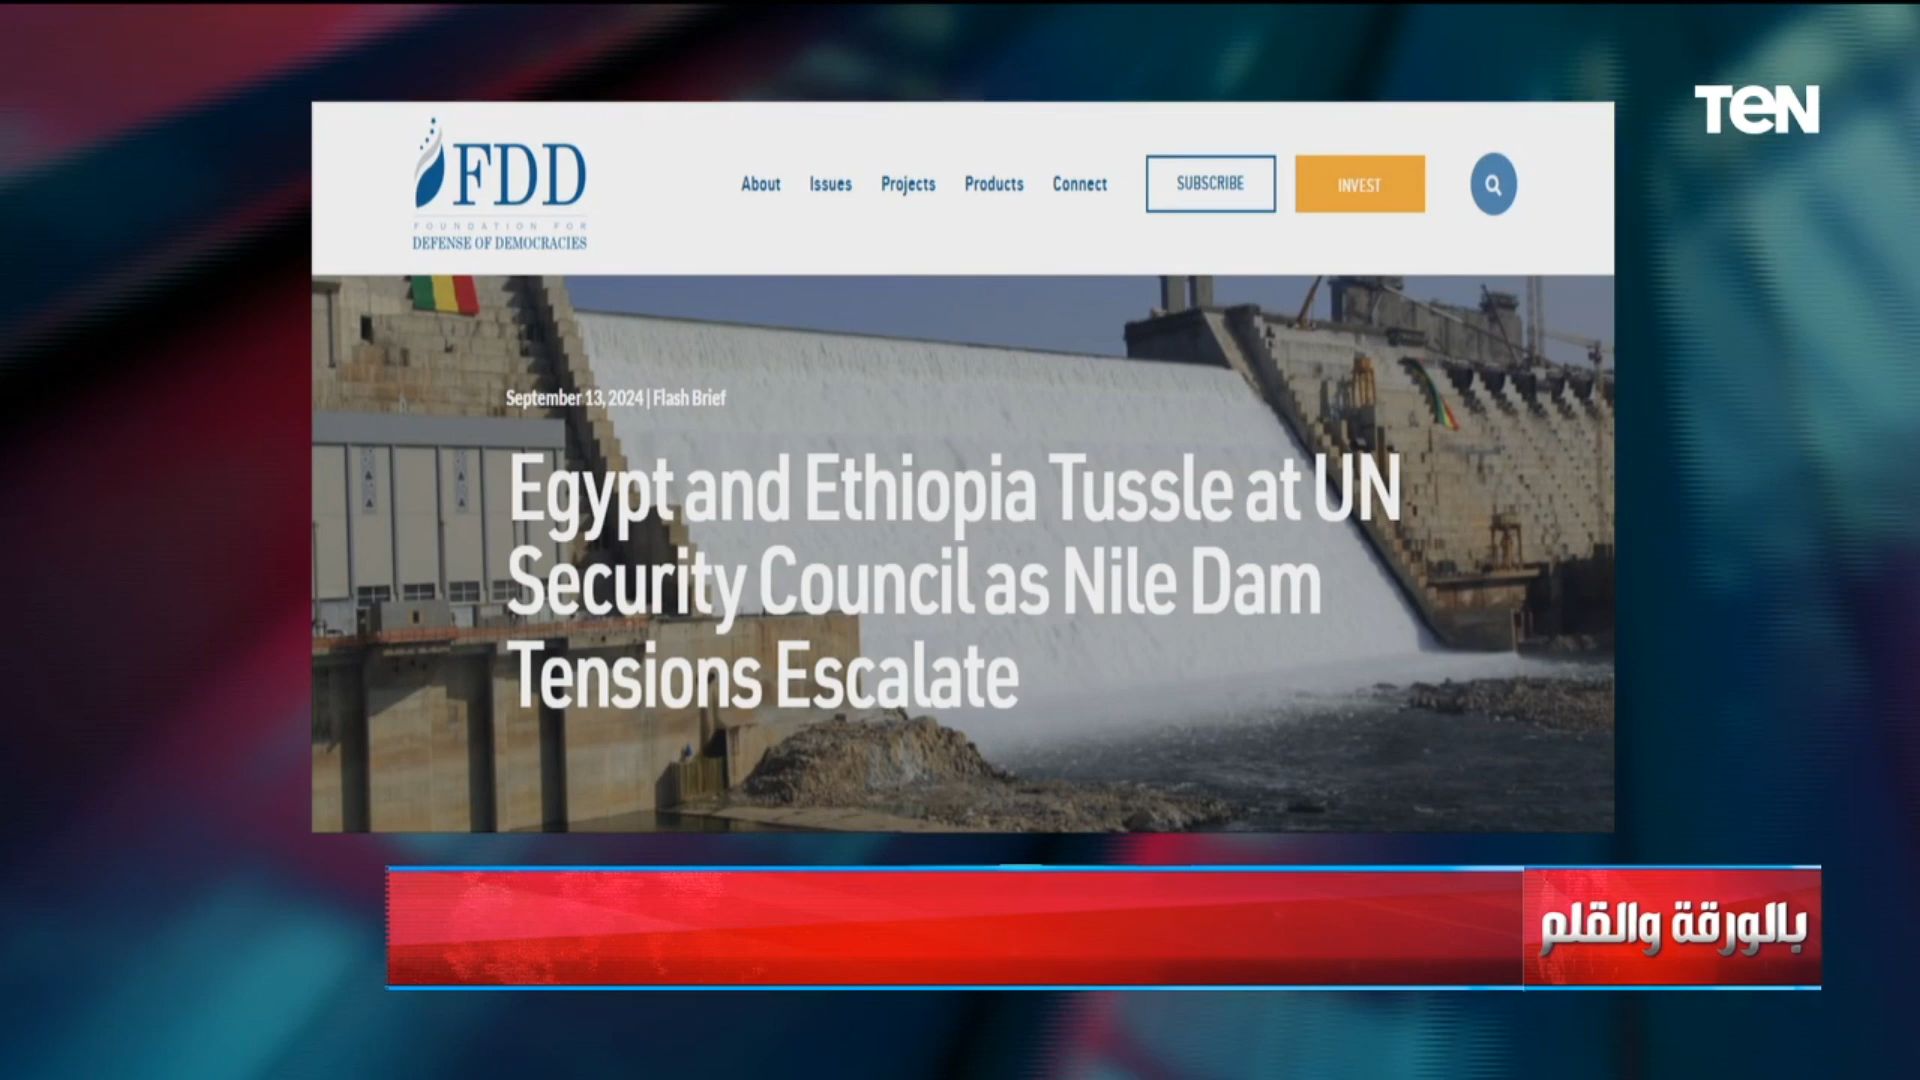 TeN
FDD
FOUNDATION FOR
DEFENSE OF DEMOCRACIES
About Issues Projects Products Connect SUBSCRIBE INVEST
September 13, 2024 | Flash Brief
Egypt and Ethiopia Tussle at UN
Security Council as Nile Dam
Tensions Escalate
بالورقة والقلم